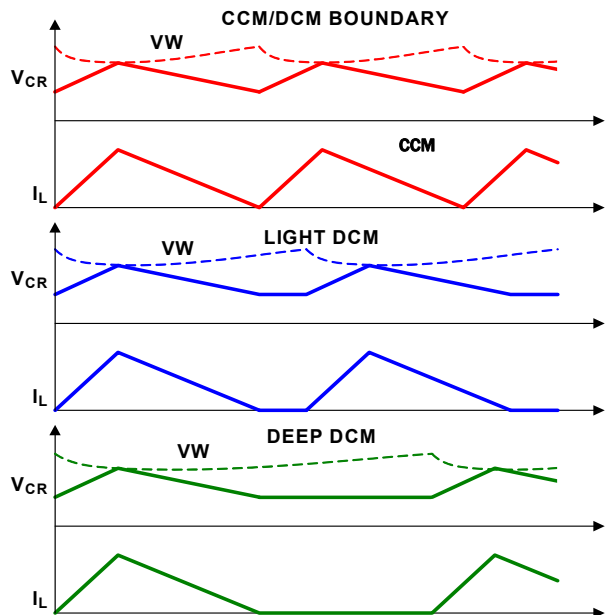 CCM/DCM BOUNDARY
VW
VCR
CCM
IL
LIGHT DCM
VW
VCR
IL
DEEP DCM
VW
VCR
IL